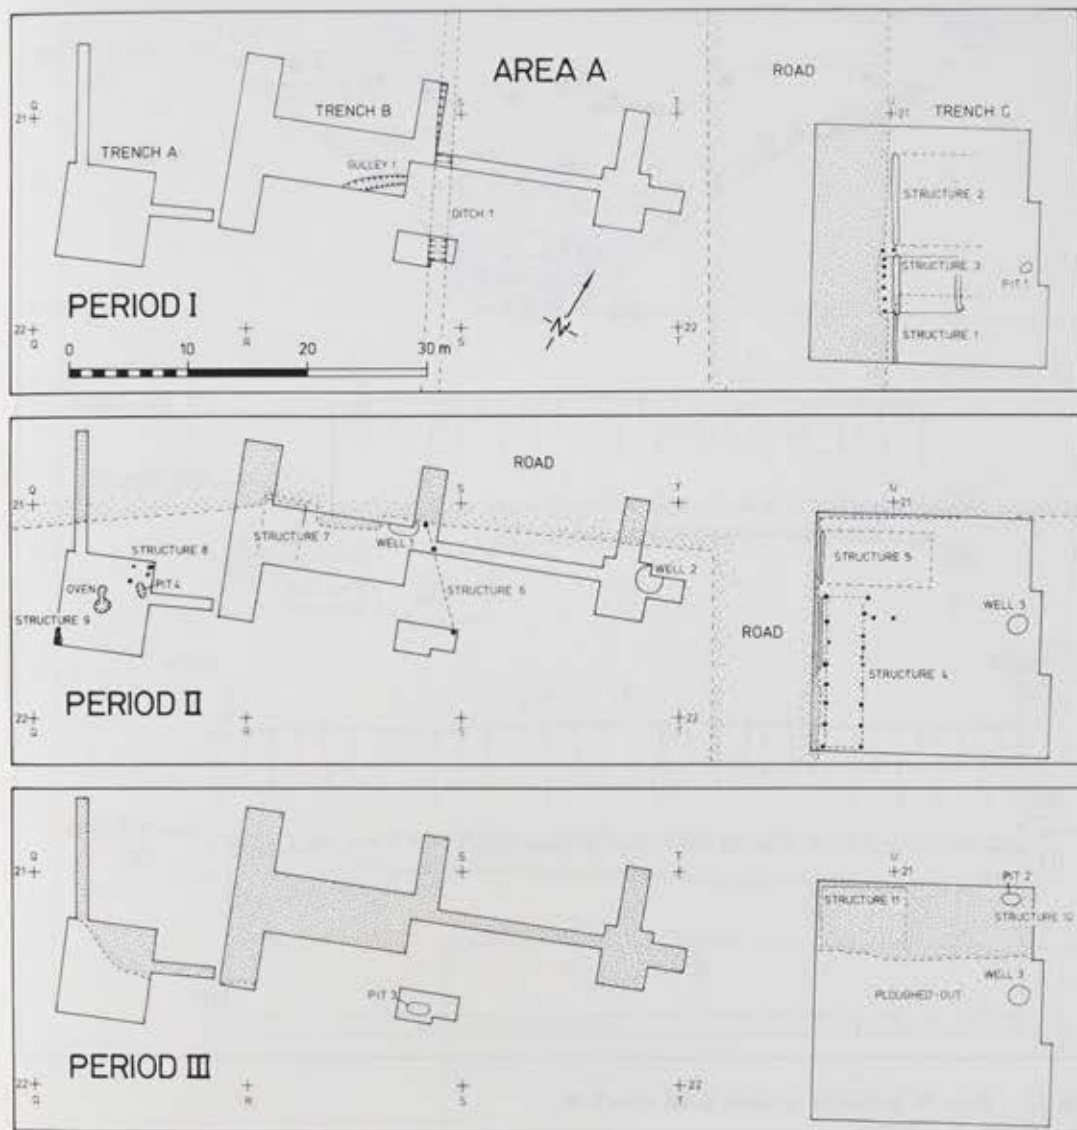 AREA A
ROAD
Q
21
S
T
U
21
TRENCH A
TRENCH B
TRENCH C
GULLEY 1
DITCH 1
STRUCTURE 2
STRUCTURE 3
PIT 1
STRUCTURE 1
N
PERIOD I
22
Q
R
S
22
T
0 10 20 30 m
ROAD
Q
21
S
T
U
21
STRUCTURE 8
STRUCTURE 7
WELL 1
STRUCTURE 5
OVEN
PIT 4
WELL 2
WELL 3
STRUCTURE 6
STRUCTURE 9
ROAD
STRUCTURE 4
PERIOD II
22
Q
R
S
T
Q
21
S
T
U
21
PIT 2
STRUCTURE 11
STRUCTURE 10
WELL 3
PIT 3
PLOUGHED-OUT
PERIOD III
22
Q
R
S
22
T